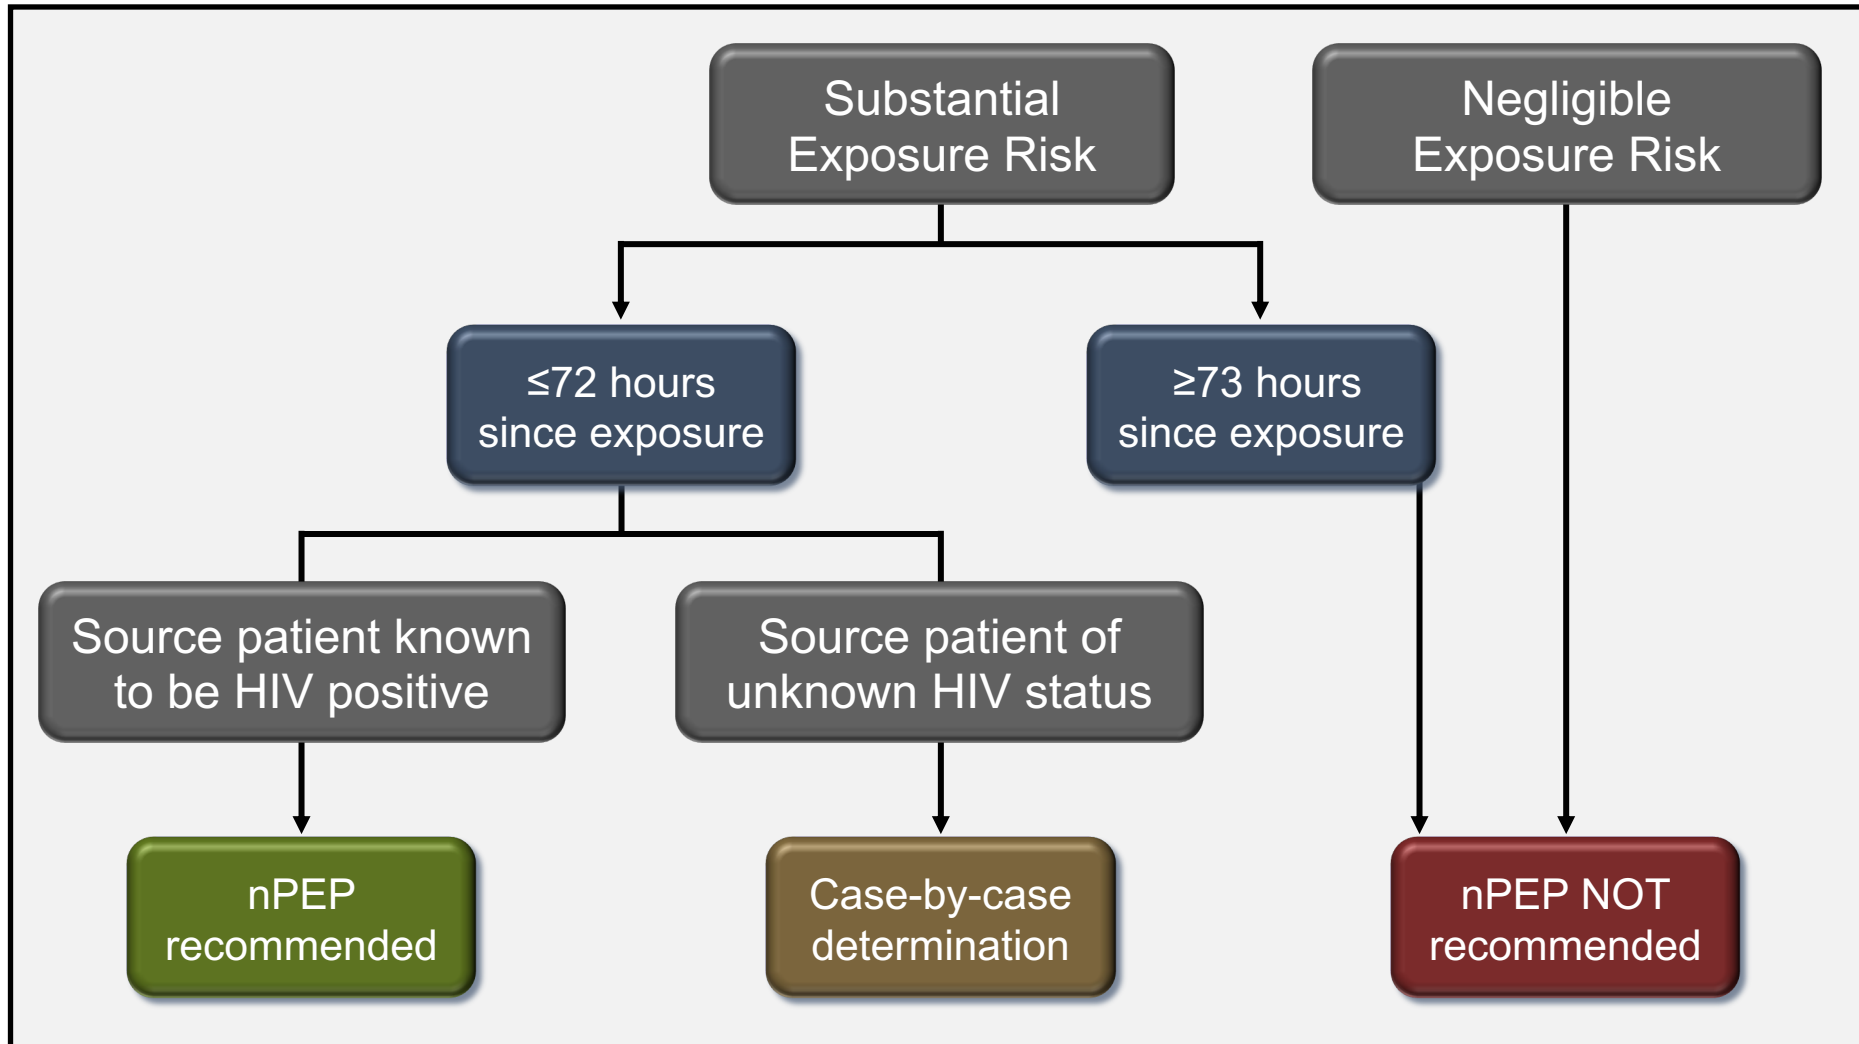 Substantial
Exposure Risk
Negligible
Exposure Risk
≤72 hours
since exposure
≥73 hours
since exposure
Source patient known
to be HIV positive
Source patient of
unknown HIV status
nPEP
recommended
Case-by-case
determination
nPEP NOT
recommended